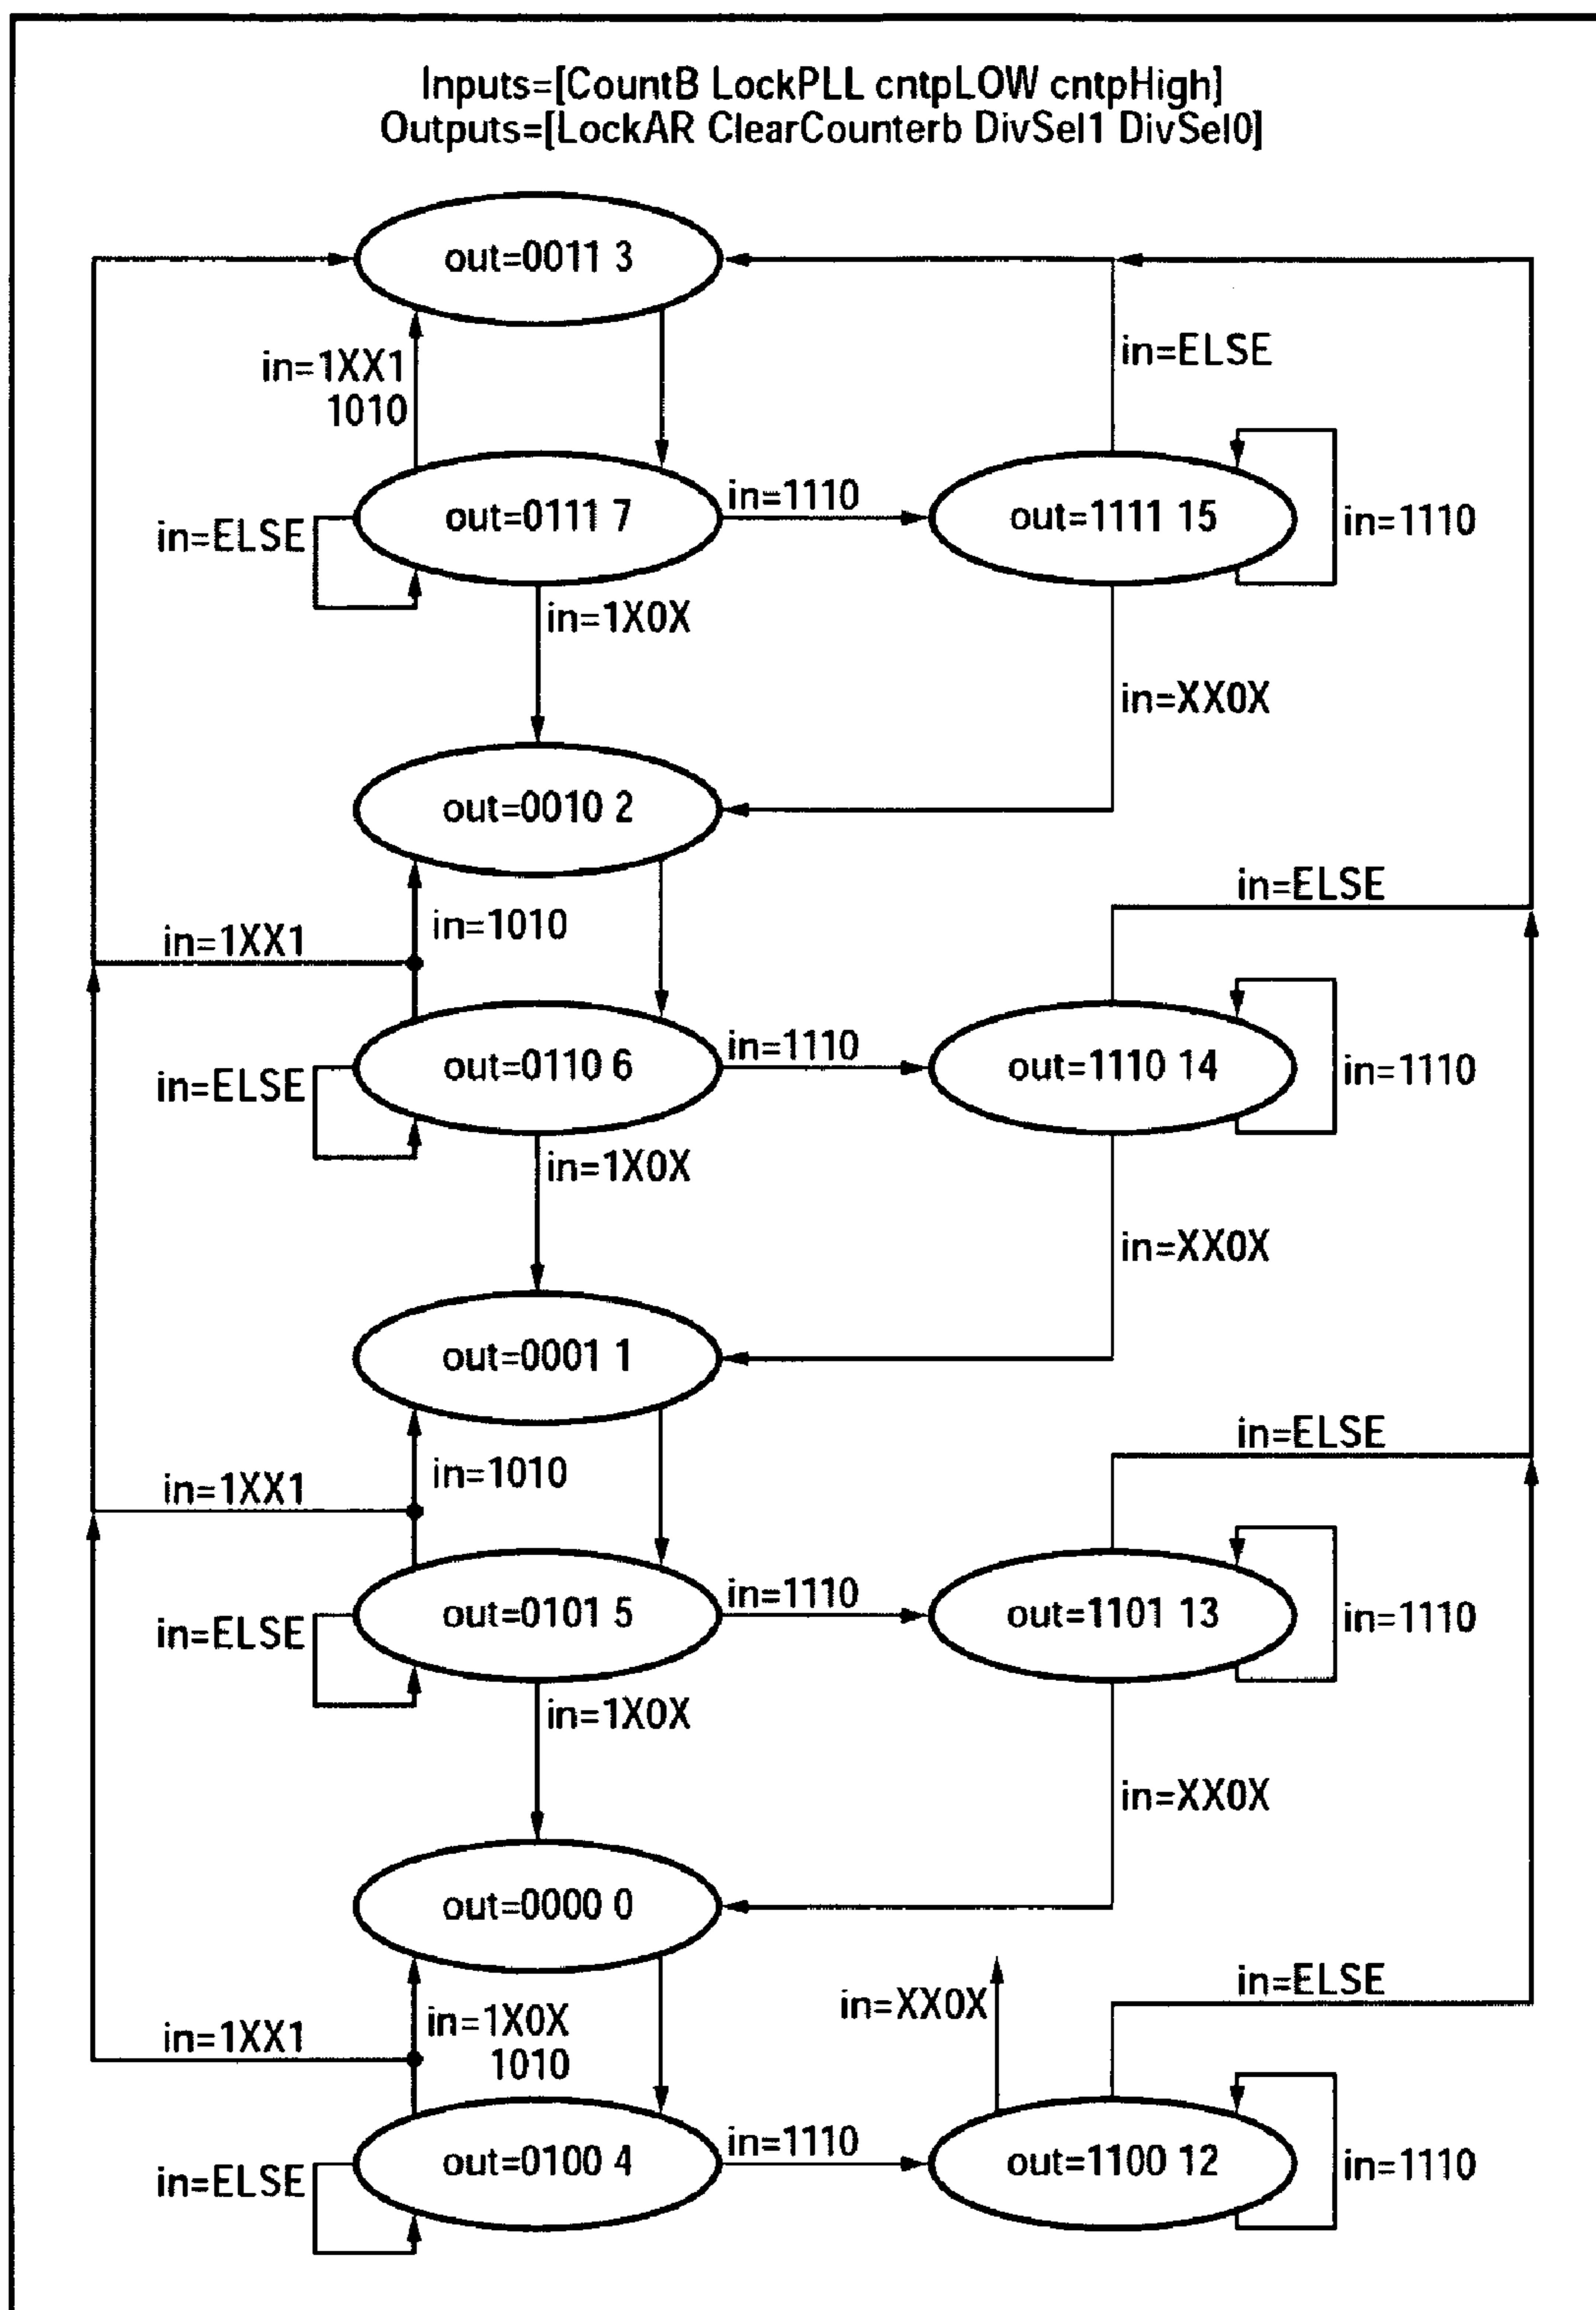 Inputs=[CountB LockPLL cntpLOW cntpHigh]
Outputs=[LockAR ClearCounterb DivSel1 DivSel0]
out=0011 3
in=1XX1
1010
in=ELSE
out=0111 7
in=1110
out=1111 15
in=1110
in=ELSE
in=1X0X
in=XX0X
out=0010 2
in=ELSE
in=1XX1
in=1010
out=0110 6
in=1110
out=1110 14
in=1110
in=ELSE
in=1X0X
in=XX0X
out=0001 1
in=ELSE
in=1XX1
in=1010
out=0101 5
in=1110
out=1101 13
in=1110
in=ELSE
in=1X0X
in=XX0X
out=0000 0
in=ELSE
in=1XX1
in=1X0X
1010
in=XX0X
out=0100 4
in=1110
out=1100 12
in=1110
in=ELSE